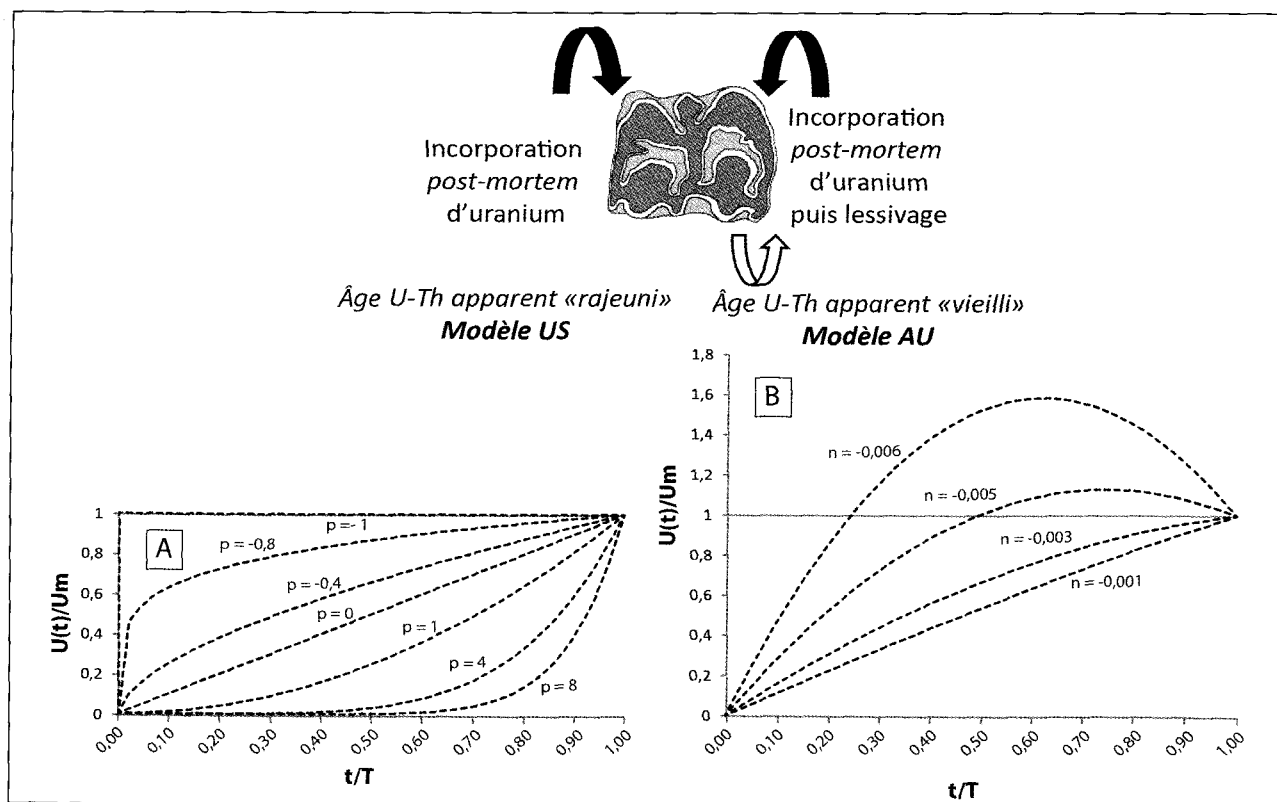 Incorporation
post-mortem
d'uranium
Incorporation
post-mortem
d'uranium
puis lessivage
Âge U-Th apparent «rajeuni»
Modèle US
Âge U-Th apparent «vieilli»
Modèle AU
A
U(t)/Um
1
0,8
0,6
0,4
0,2
0
p = - 1
p = -0,8
p = -0,4
p = 0
p = 1
p = 4
p = 8
0,00
0,10
0,20
0,30
0,40
0,50
0,60
0,70
0,80
0,90
1,00
t/T
B
U(t)/Um
1,8
1,6
1,4
1,2
1
0,8
0,6
0,4
0,2
0
n = -0,006
n = -0,005
n = -0,003
n = -0,001
0,00
0,10
0,20
0,30
0,40
0,50
0,60
0,70
0,80
0,90
1,00
t/T